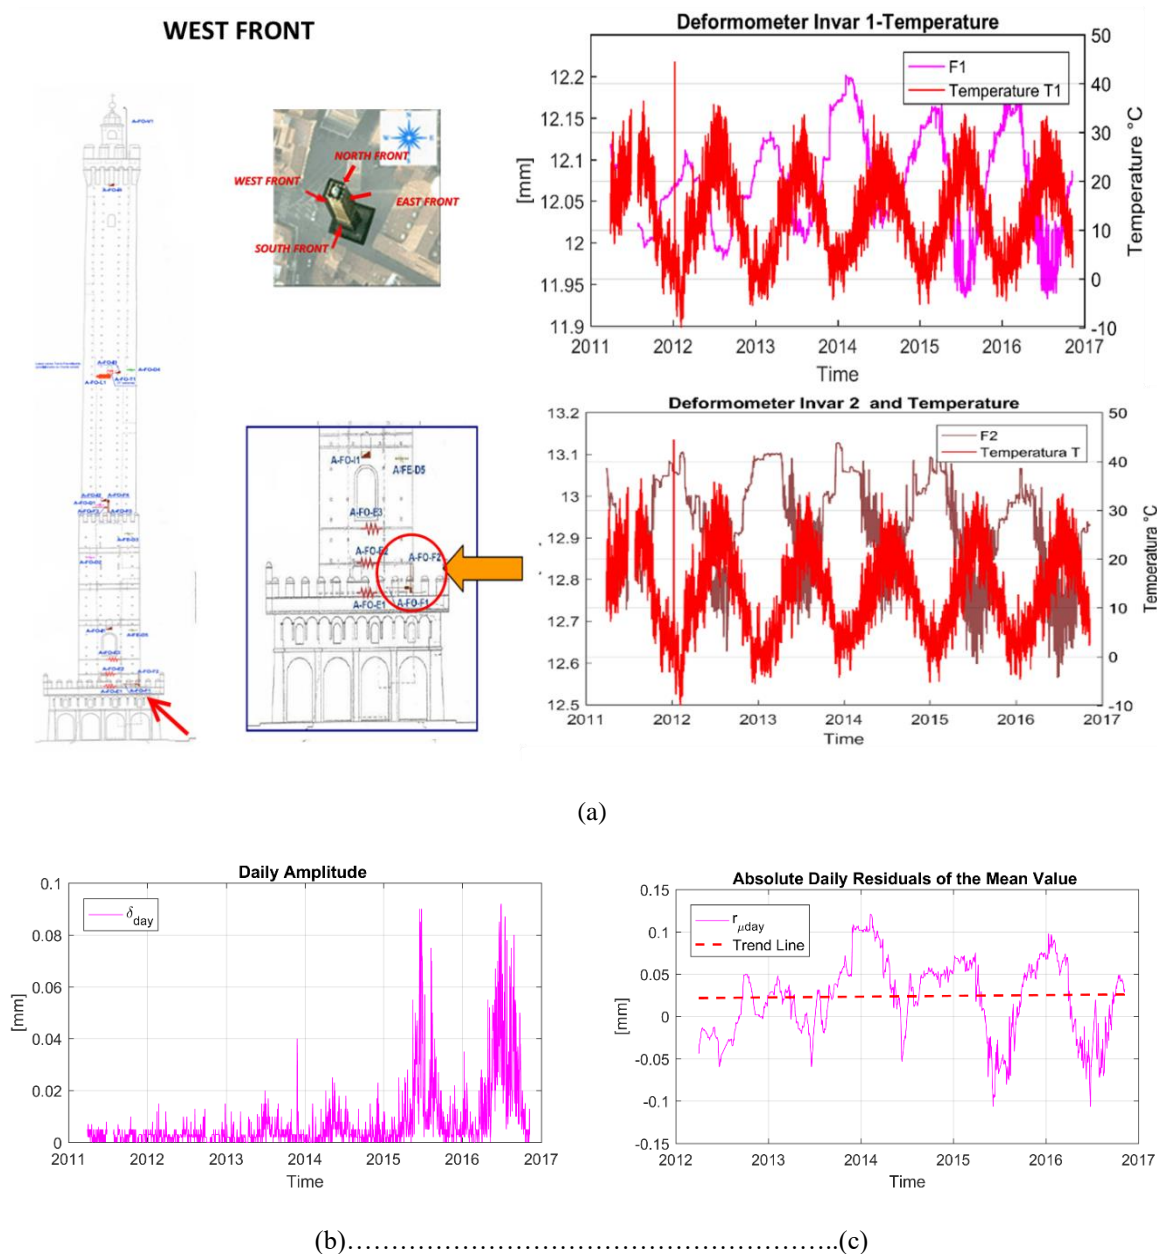 WEST FRONT
A-FO-L1
A-FO-D4
N
W
E
NORTH FRONT
WEST FRONT
EAST FRONT
SOUTH FRONT
Deformometer Invar 1-Temperature
F1
Temperature T1
12.2
12.15
12.1
12.05
12
11.95
11.9
[mm]
50
40
30
20
10
0
-10
Temperature °C
2011 2012 2013 2014 2015 2016 2017
Time
A-FO-I1
A/FE-D5
A-FO-E3
A-FO-F2
A-FO-E1
A-FO-F1
Deformometer Invar 2 and Temperature
F2
Temperatura T
13.2
13.1
13
12.9
12.8
12.7
12.6
12.5
[mm]
50
40
30
20
10
0
-10
Temperatura °C
2011 2012 2013 2014 2015 2016 2017
Time
(a)
Daily Amplitude
δday
0.1
0.08
0.06
0.04
0.02
0
[mm]
2011 2012 2013 2014 2015 2016 2017
Time
Absolute Daily Residuals of the Mean Value
rμday
Trend Line
0.15
0.1
0.05
0
-0.05
-0.1
-0.15
[mm]
2012 2013 2014 2015 2016 2017
Time
(b)…………………………………………………..(c)